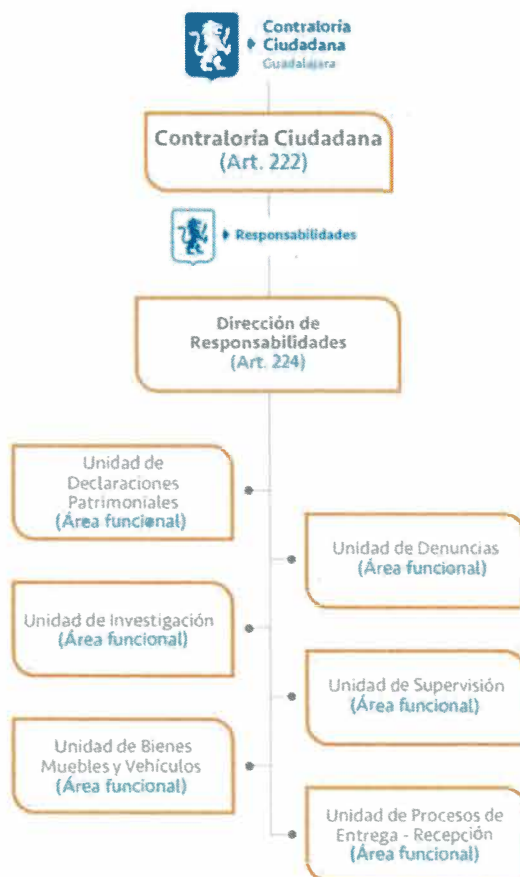 Contraloría
Ciudadana
Guadalajara
Contraloría Ciudadana
(Art. 222)
Responsabilidades
Dirección de
Responsabilidades
(Art. 224)
Unidad de
Declaraciones
Patrimoniales
(Área funcional)
Unidad de Denuncias
(Área funcional)
Unidad de Investigación
(Área funcional)
Unidad de Supervisión
(Área funcional)
Unidad de Bienes
Muebles y Vehículos
(Área funcional)
Unidad de Procesos de
Entrega - Recepción
(Área funcional)